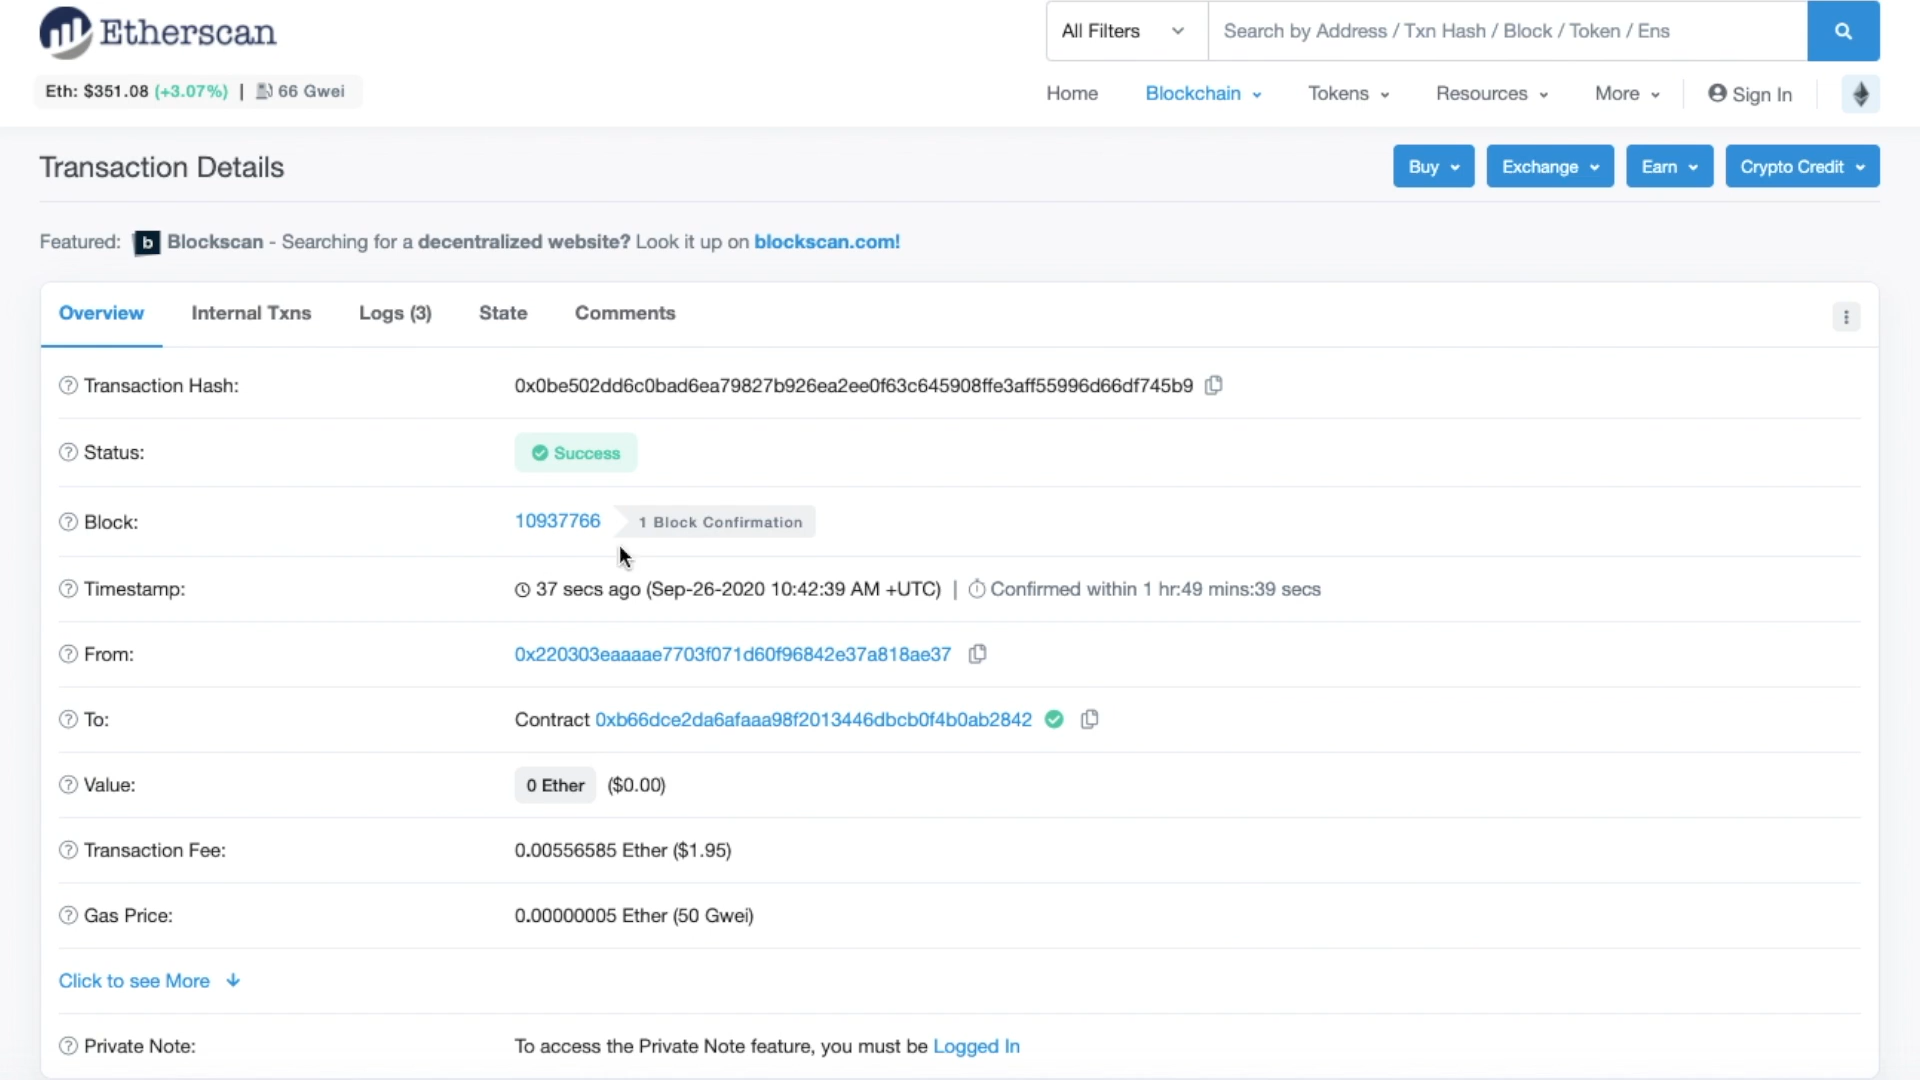 Etherscan
All Filters
Search by Address / Txn Hash / Block / Token / Ens
Eth: $351.08 (+3.07%) | 66 Gwei
Home Blockchain Tokens Resources More Sign In
Transaction Details
Buy Exchange Earn Crypto Credit
Featured: b Blockscan - Searching for a decentralized website? Look it up on blockscan.com!
Overview Internal Txns Logs (3) State Comments
Transaction Hash: 0x0be502dd6c0bad6ea79827b926ea2ee0f63c645908ffe3aff55996d66df745b9
Status: Success
Block: 10937766 1 Block Confirmation
Timestamp: 37 secs ago (Sep-26-2020 10:42:39 AM +UTC) | Confirmed within 1 hr:49 mins:39 secs
From: 0x220303eaaaae7703f071d60f96842e37a818ae37
To: Contract 0xb66dce2da6afaaa98f2013446dbcb0f4b0ab2842
Value: 0 Ether ($0.00)
Transaction Fee: 0.00556585 Ether ($1.95)
Gas Price: 0.00000005 Ether (50 Gwei)
Click to see More
Private Note: To access the Private Note feature, you must be Logged In